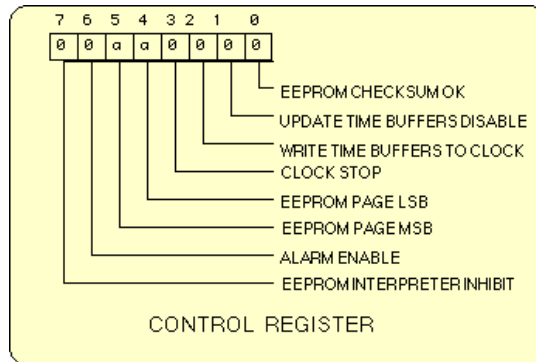 7 6 5 4 3 2 1 0
0 0 a a 0 0 0 0
EEPROM CHECKSUM OK
UPDATE TIME BUFFERS DISABLE
WRITE TIME BUFFERS TO CLOCK
CLOCK STOP
EEPROM PAGE LSB
EEPROM PAGE MSB
ALARM ENABLE
EEPROM INTERPRETER INHIBIT
CONTROL REGISTER